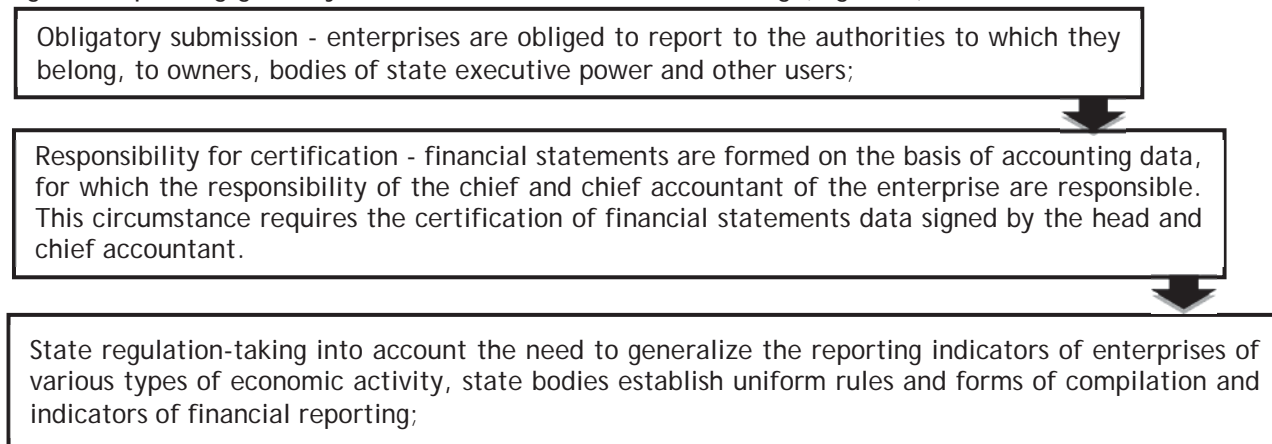 Obligatory submission - enterprises are obliged to report to the authorities to which they
belong, to owners, bodies of state executive power and other users;
Responsibility for certification - financial statements are formed on the basis of accounting data,
for which the responsibility of the chief and chief accountant of the enterprise are responsible.
This circumstance requires the certification of financial statements data signed by the head and
chief accountant.
State regulation-taking into account the need to generalize the reporting indicators of enterprises of
various types of economic activity, state bodies establish uniform rules and forms of compilation and
indicators of financial reporting;